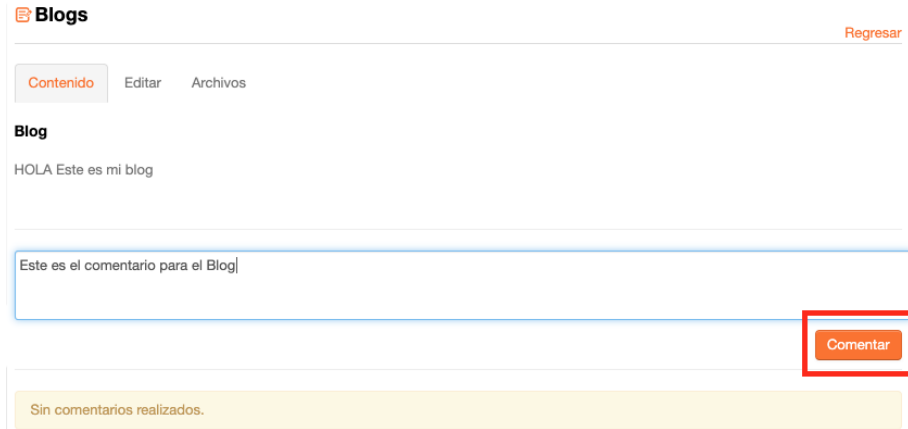 Blogs
Regresar
Contenido Editar Archivos
Blog
HOLA Este es mi blog
Este es el comentario para el Blog
Comentar
Sin comentarios realizados.